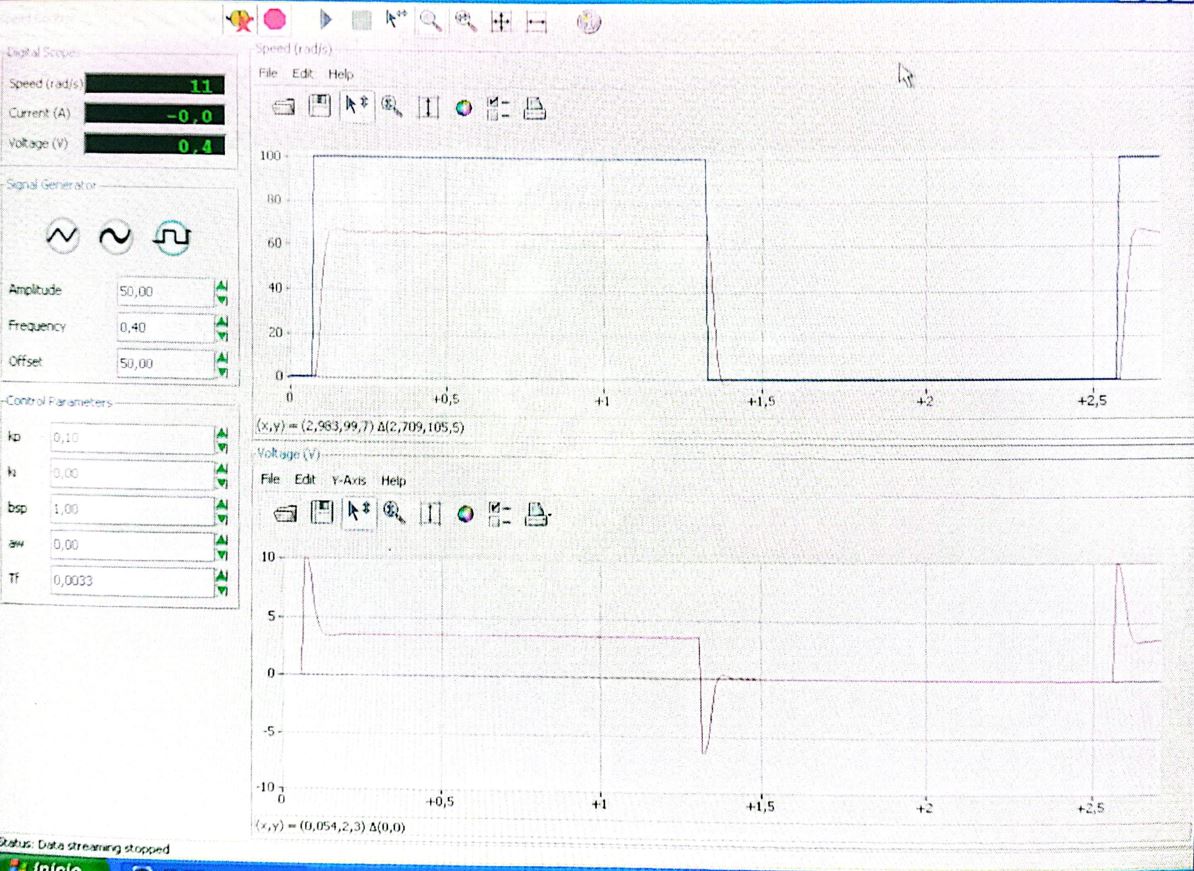 Speed Control
Digital Scopes
Speed (rad/s) 11
Current (A) -0,0
Voltage (V) 0,4
Signal Generator
Amplitude 50,00
Frequency 0,40
Offset 50,00
Control Parameters
kp 0,10
ki 0,00
bsp 1,00
aw 0,00
Tf 0,0033
Speed (rad/s)
File Edit Help
100
80
60
40
20
0
0 +0,5 +1 +1,5 +2 +2,5
(x,y) = (2,983,99,7) Δ(2,709,105,5)
Voltage (V)
File Edit Y-Axis Help
10
5
0
-5
-10
0 +0,5 +1 +1,5 +2 +2,5
(x,y) = (0,054,2,3) Δ(0,0)
Status: Data streaming stopped
Inicio